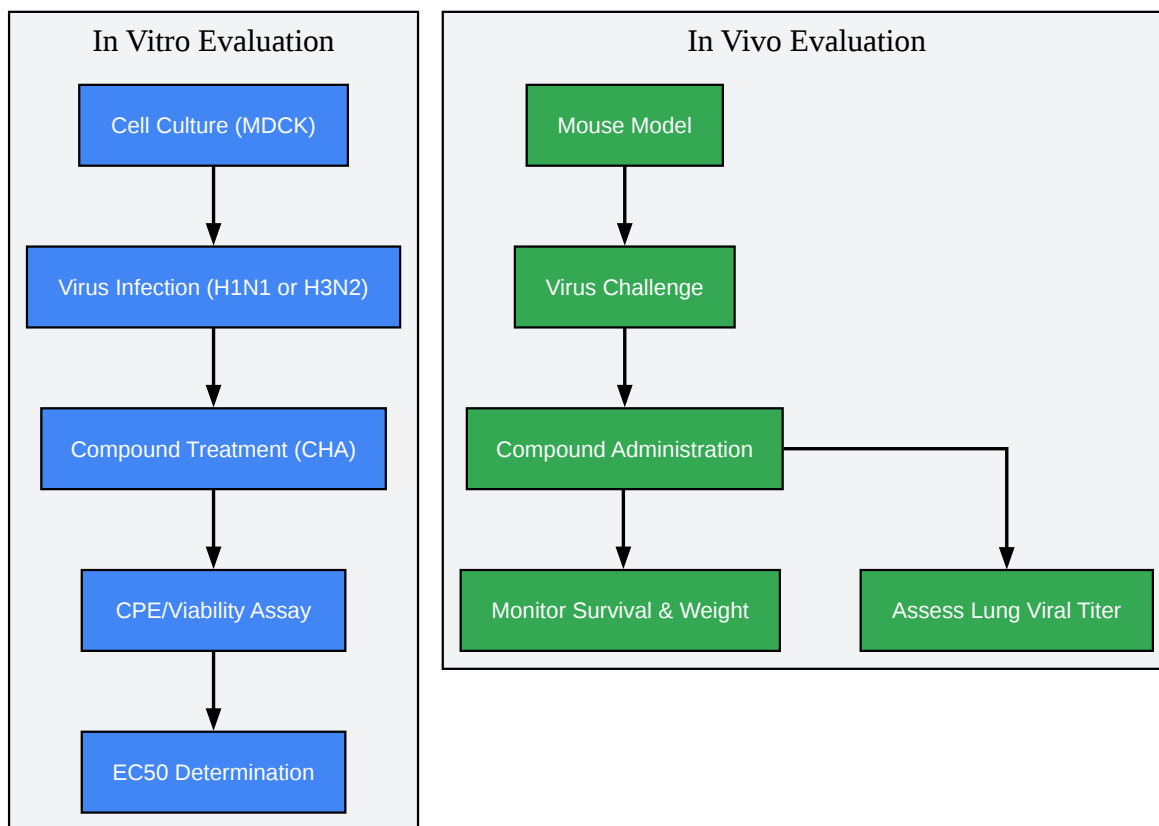 In Vitro Evaluation
Cell Culture (MDCK)
Virus Infection (H1N1 or H3N2)
Compound Treatment (CHA)
CPE/Viability Assay
EC50 Determination
In Vivo Evaluation
Mouse Model
Virus Challenge
Compound Administration
Monitor Survival & Weight
Assess Lung Viral Titer